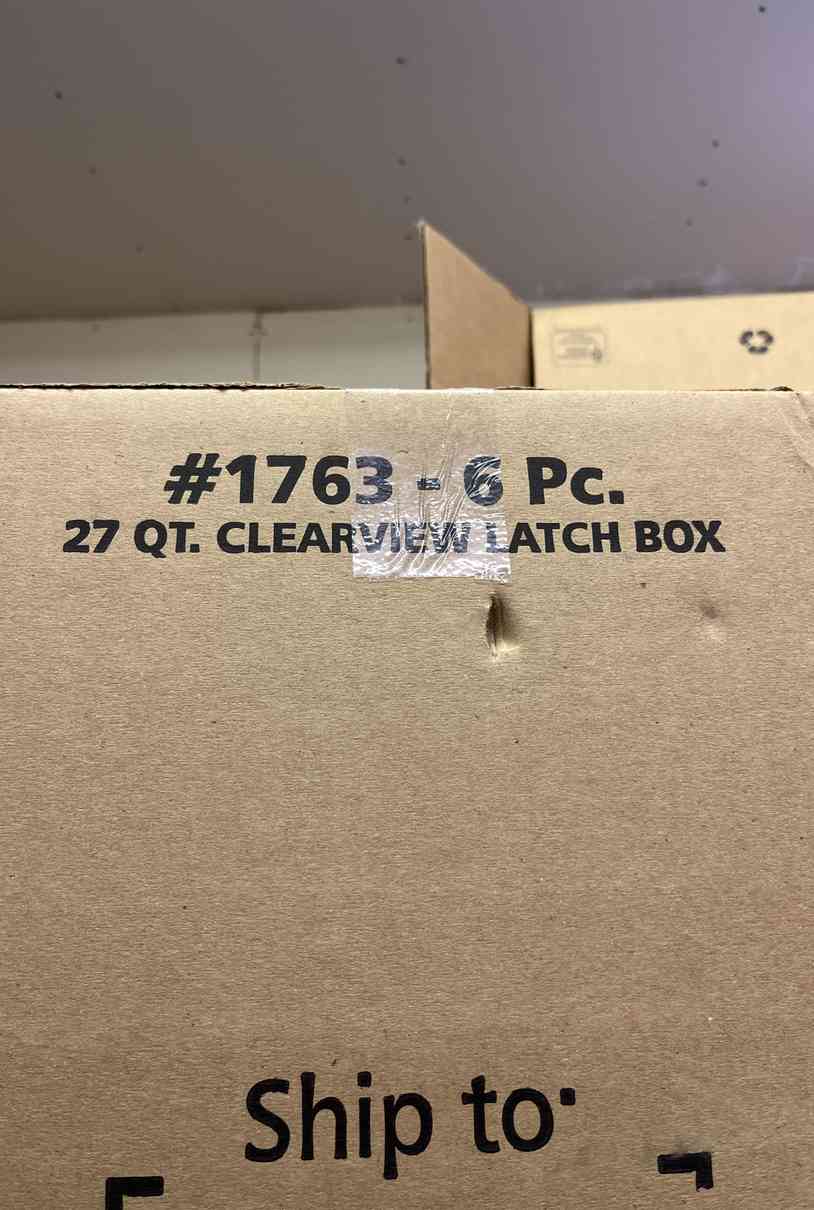 #1763 - 6 Pc.
27 QT. CLEARVIEW LATCH BOX
Ship to: